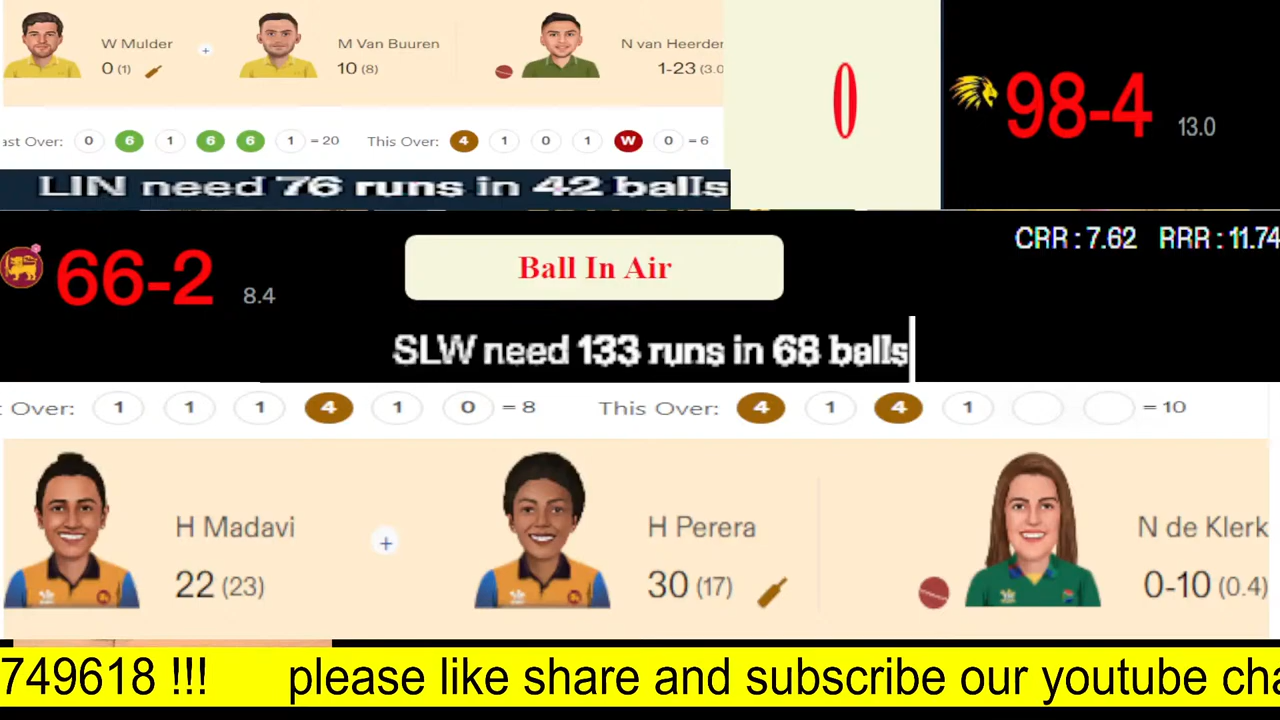 W Mulder
0 (1)
M Van Buuren
10 (8)
N van Heerder
1-23 (3.0
ast Over: 0 6 1 6 6 1 = 20 This Over: 4 1 0 1 W 0 = 6
LIN need 76 runs in 42 balls
0
98-4 13.0
66-2 8.4
Ball In Air
CRR : 7.62 RRR : 11.74
SLW need 133 runs in 68 balls
t Over: 1 1 1 4 1 0 = 8 This Over: 4 1 4 1 = 10
H Madavi
22 (23)
H Perera
30 (17)
N de Klerk
0-10 (0.4)
749618 !!! please like share and subscribe our youtube cha